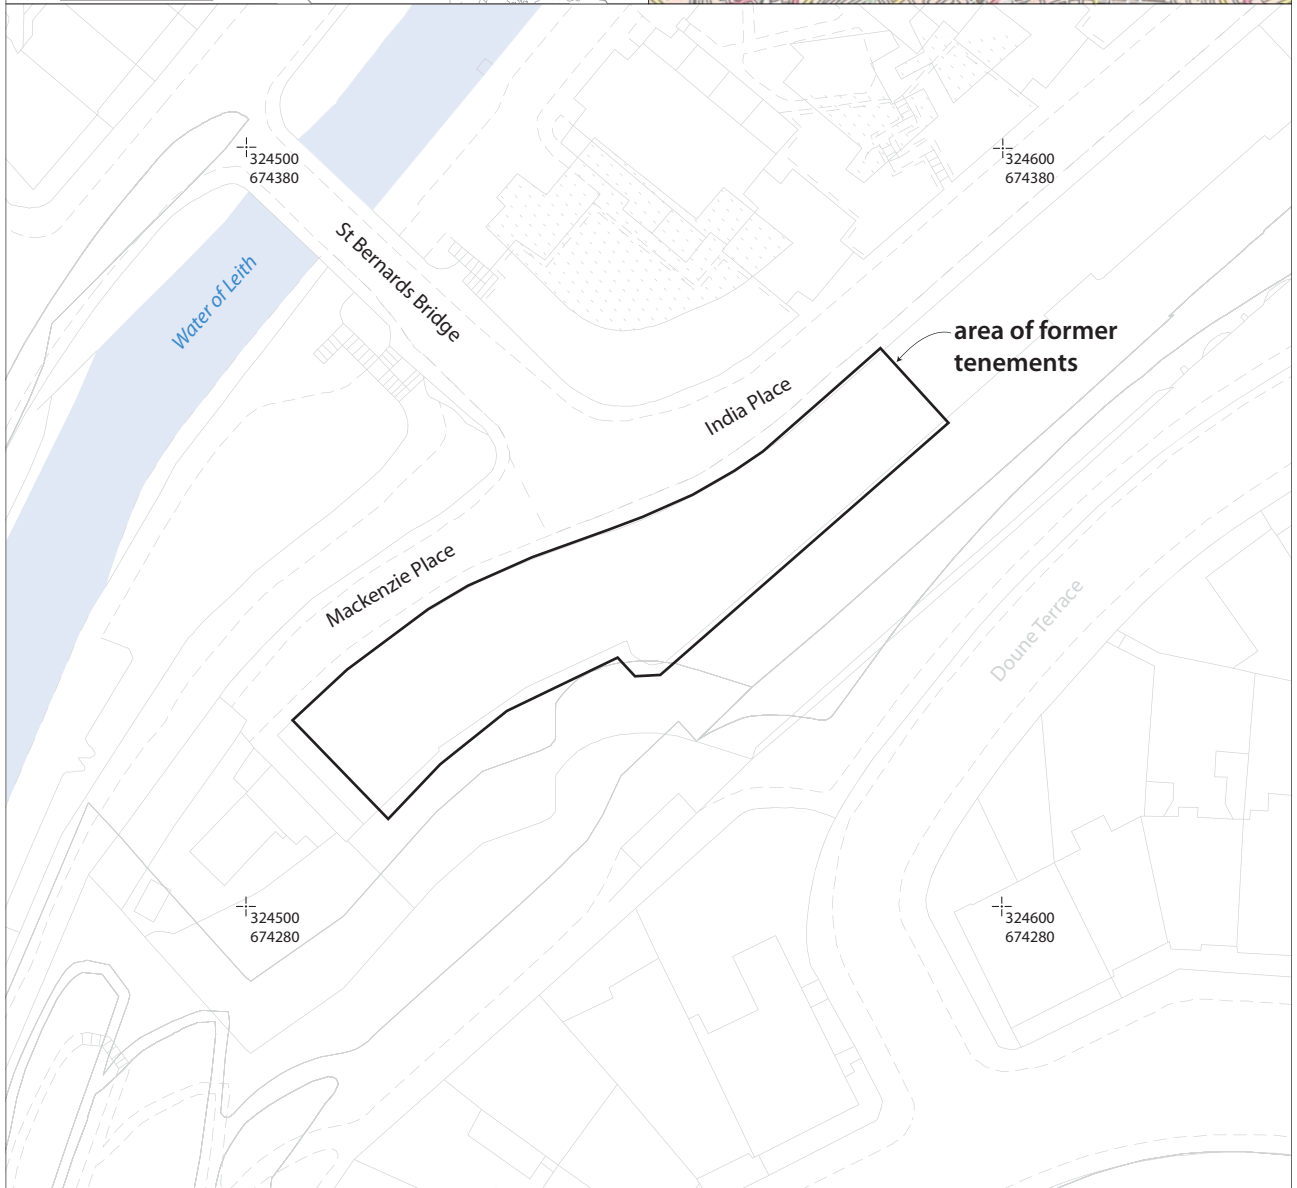 324500
674380
324600
674380
St Bernards Bridge
Water of Leith
area of former
tenements
India Place
Mackenzie Place
Doune Terrace
324500
674280
324600
674280